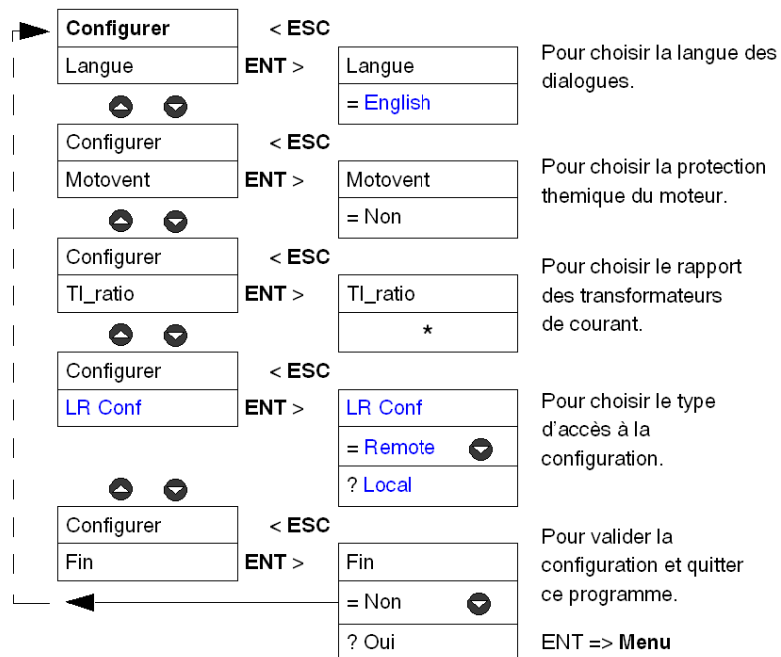 Configurer < ESC
Langue ENT > Langue
= English
Pour choisir la langue des
dialogues.
Configurer < ESC
Motovent ENT > Motovent
= Non
Pour choisir la protection
themique du moteur.
Configurer < ESC
TI_ratio ENT > TI_ratio
*
Pour choisir le rapport
des transformateurs
de courant.
Configurer < ESC
LR Conf ENT > LR Conf
= Remote
? Local
Pour choisir le type
d'accès à la
configuration.
Configurer < ESC
Fin ENT > Fin
= Non
? Oui
Pour valider la
configuration et quitter
ce programme.
ENT => Menu